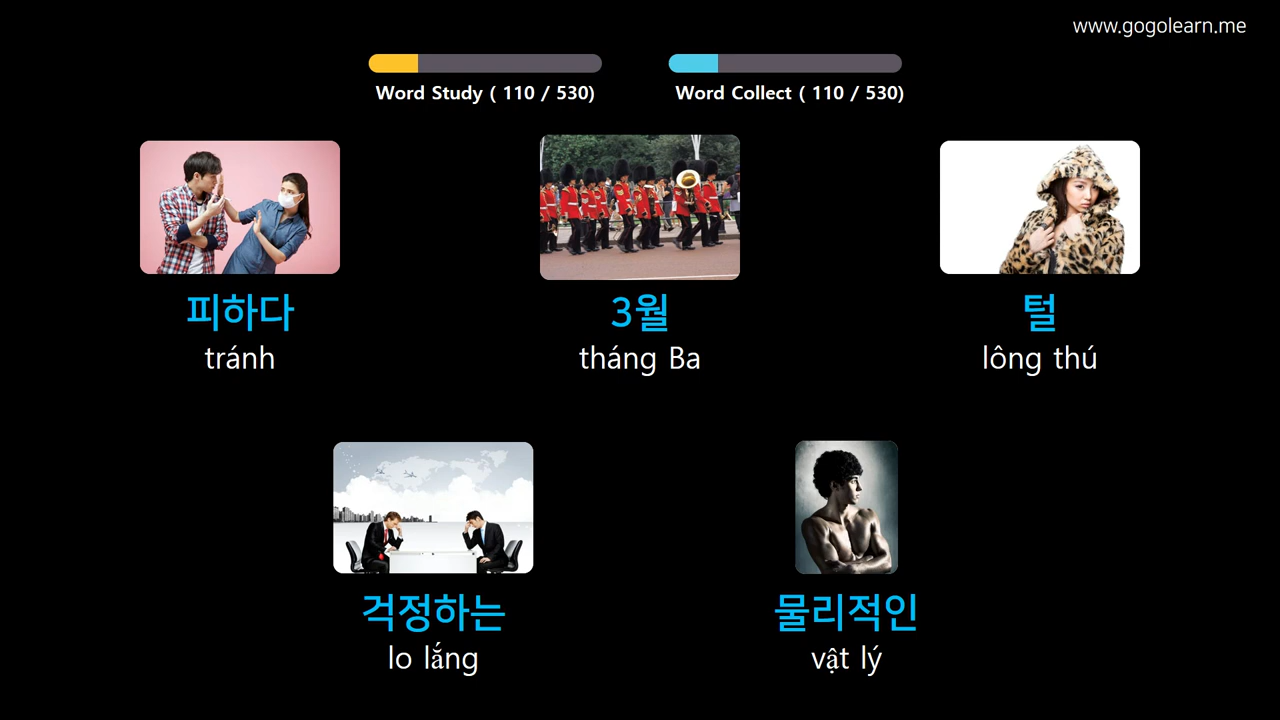 www.gogolearn.me
Word Study ( 110 / 530)
Word Collect ( 110 / 530)
피하다
tránh
3월
tháng Ba
털
lông thú
걱정하는
lo lắng
물리적인
vật lý